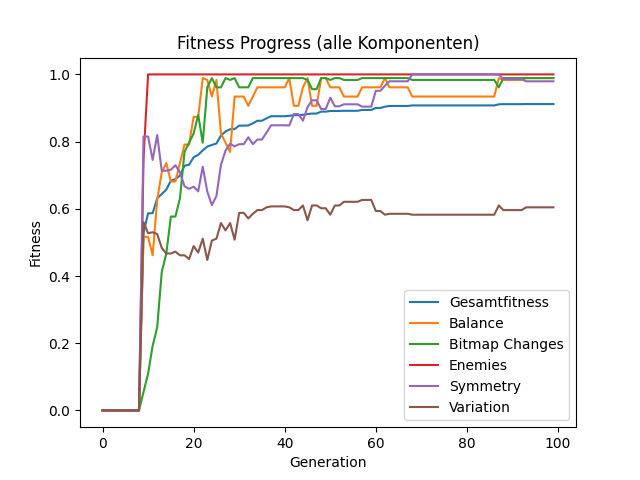 Fitness Progress (alle Komponenten)
1.0
0.8
0.6
0.4
0.2
0.0
Fitness
Gesamtfitness
Balance
Bitmap Changes
Enemies
Symmetry
Variation
0 20 40 60 80 100
Generation